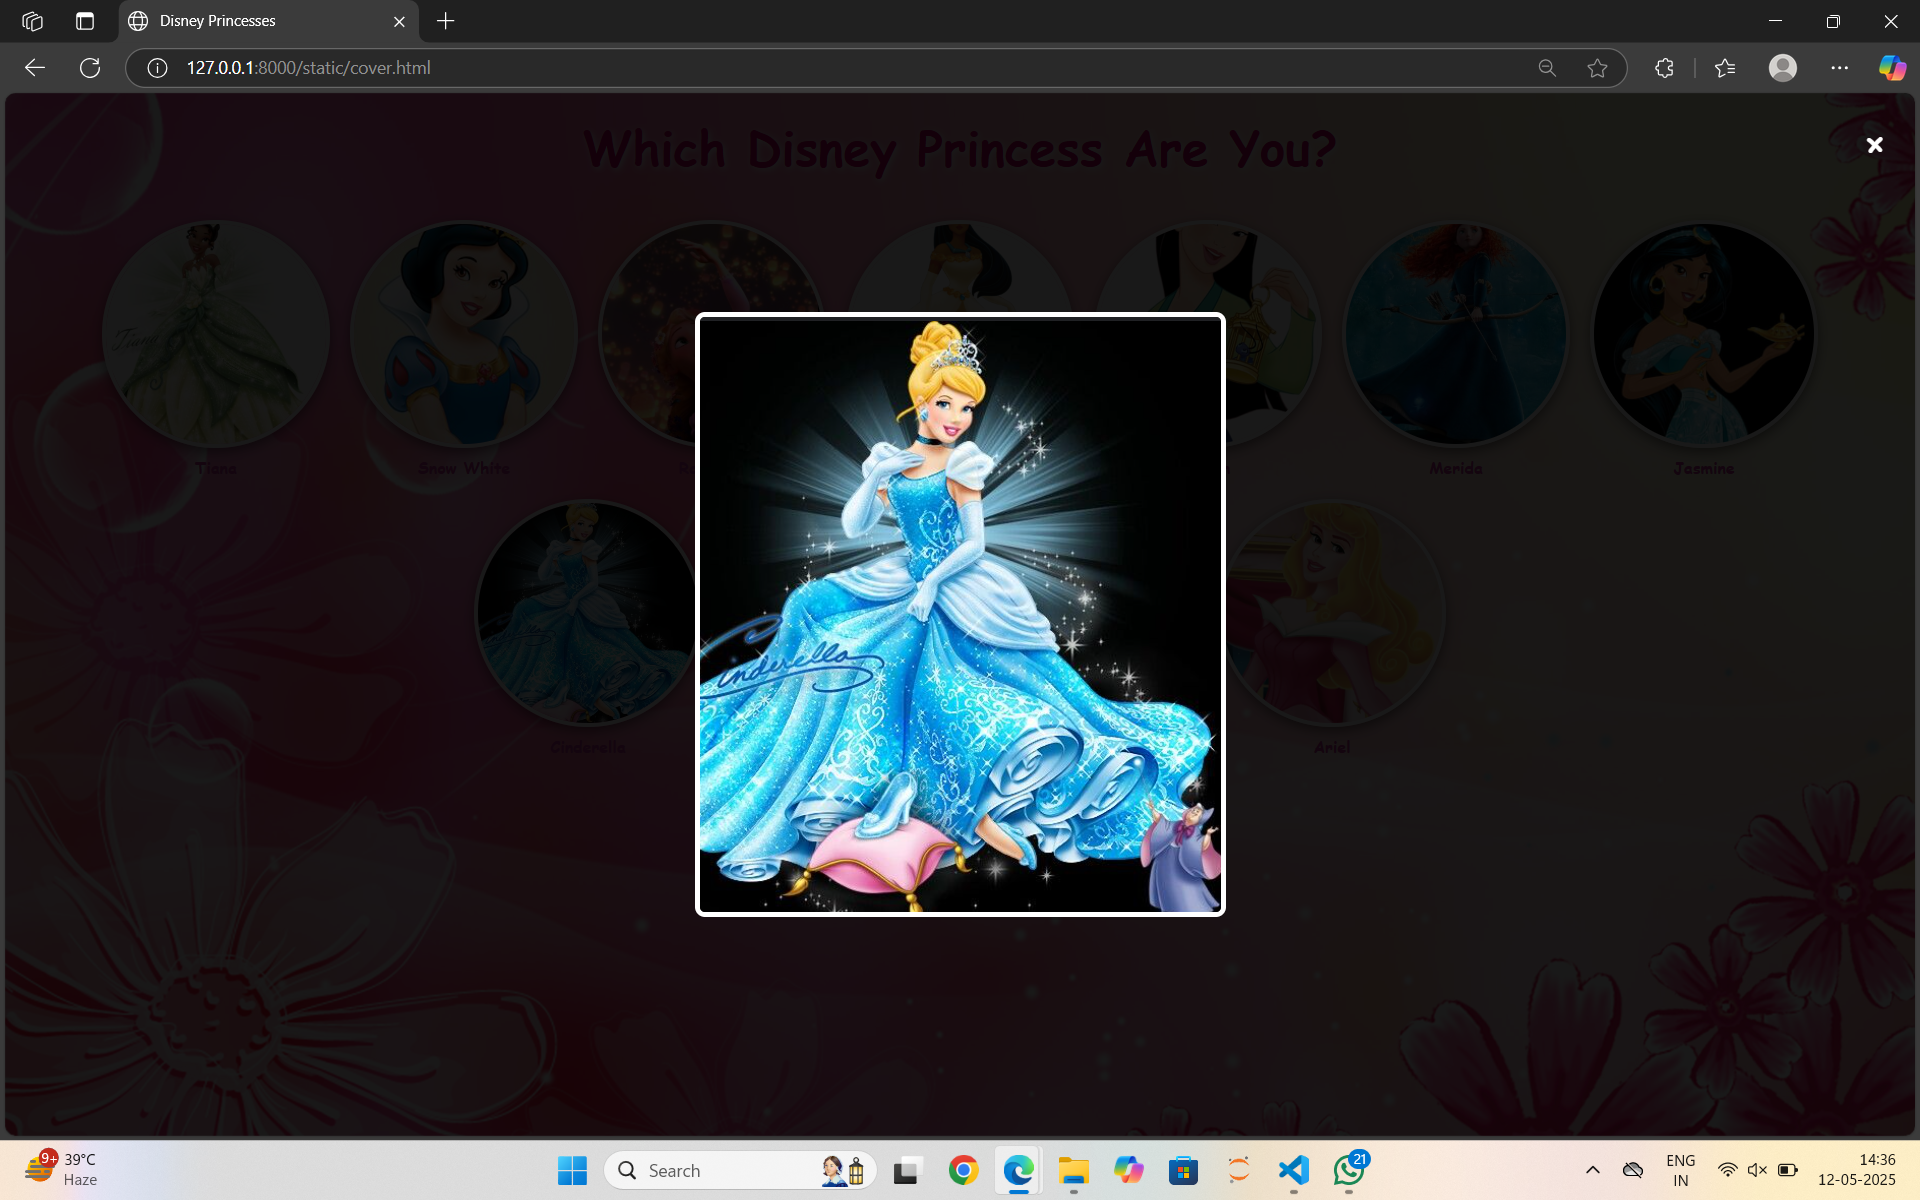 Disney Princesses
127.0.0.1:8000/static/cover.html
Which Disney Princess Are You?
Tiana
Tiana
Snow White
Merida
Jasmine
Cinderella
Cinderella
Ariel
9+
39°C
Haze
Search
21
ENG
IN
14:36
12-05-2025